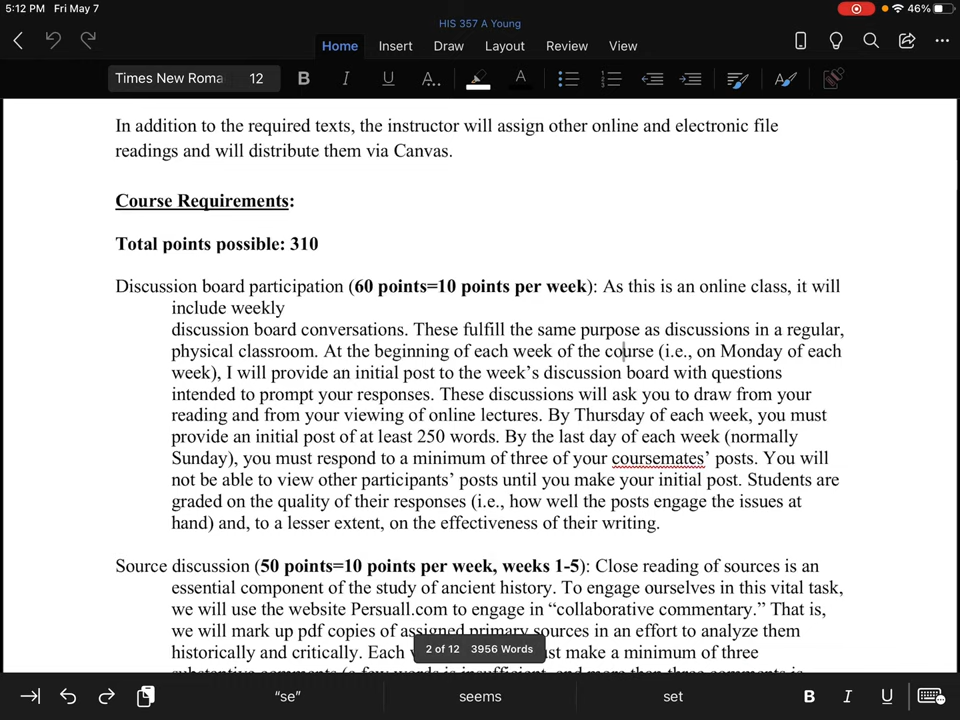 5:12 PM Fri May 7
46%
HIS 357 A Young
Home Insert Draw Layout Review View
Times New Roma 12 B I U A.. A
In addition to the required texts, the instructor will assign other online and electronic file
readings and will distribute them via Canvas.
Course Requirements:
Total points possible: 310
Discussion board participation (60 points=10 points per week): As this is an online class, it will
include weekly
discussion board conversations. These fulfill the same purpose as discussions in a regular,
physical classroom. At the beginning of each week of the course (i.e., on Monday of each
week), I will provide an initial post to the week’s discussion board with questions
intended to prompt your responses. These discussions will ask you to draw from your
reading and from your viewing of online lectures. By Thursday of each week, you must
provide an initial post of at least 250 words. By the last day of each week (normally
Sunday), you must respond to a minimum of three of your coursemates’ posts. You will
not be able to view other participants’ posts until you make your initial post. Students are
graded on the quality of their responses (i.e., how well the posts engage the issues at
hand) and, to a lesser extent, on the effectiveness of their writing.
Source discussion (50 points=10 points per week, weeks 1-5): Close reading of sources is an
essential component of the study of ancient history. To engage ourselves in this vital task,
we will use the website Persuall.com to engage in “collaborative commentary.” That is,
we will mark up pdf copies of assigned primary sources in an effort to analyze them
historically and critically. Each must make a minimum of three
substantive comments (a few words is insufficient, and more than three comments is
2 of 12 3956 Words
“se” seems set B I U